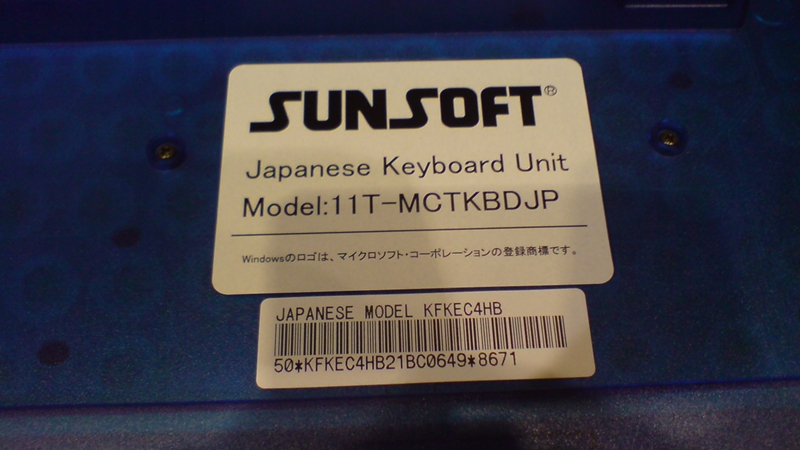 SUNSOFT®
Japanese Keyboard Unit
Model:11T-MCTKBDJP
Windowsのロゴは、マイクロソフト・コーポレーションの登録商標です。
JAPANESE MODEL KFKEC4HB
50*KFKEC4HB21BC0649*8671